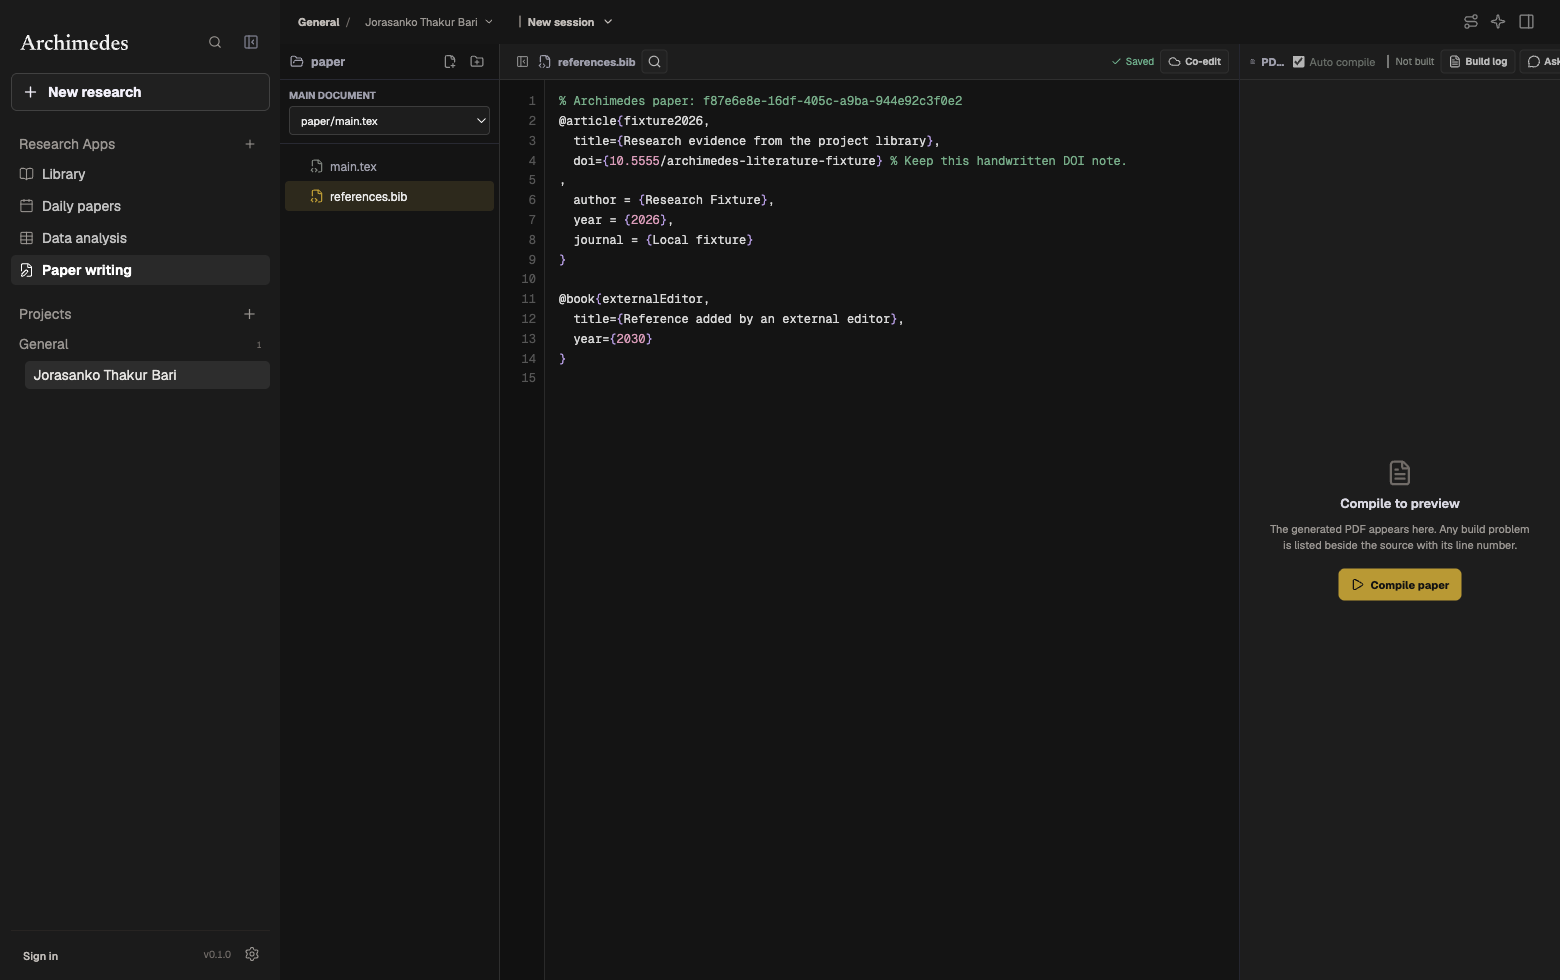 Archimedes
New research
Research Apps
Library
Daily papers
Data analysis
Paper writing
Projects
General 1
Jorasanko Thakur Bari
Sign in v0.1.0
General / Jorasanko Thakur Bari | New session
paper
MAIN DOCUMENT
paper/main.tex
main.tex
references.bib
references.bib
Saved Co-edit
1 % Archimedes paper: f87e6e8e-16df-405c-a9ba-944e92c3f0e2
2 @article{fixture2026,
3 title={Research evidence from the project library},
4 doi={10.5555/archimedes-literature-fixture} % Keep this handwritten DOI note.
5 ,
6 author = {Research Fixture},
7 year = {2026},
8 journal = {Local fixture}
9 }
10
11 @book{externalEditor,
12 title={Reference added by an external editor},
13 year={2030}
14 }
15
PD... Auto compile | Not built Build log Ask
Compile to preview
The generated PDF appears here. Any build problem
is listed beside the source with its line number.
Compile paper